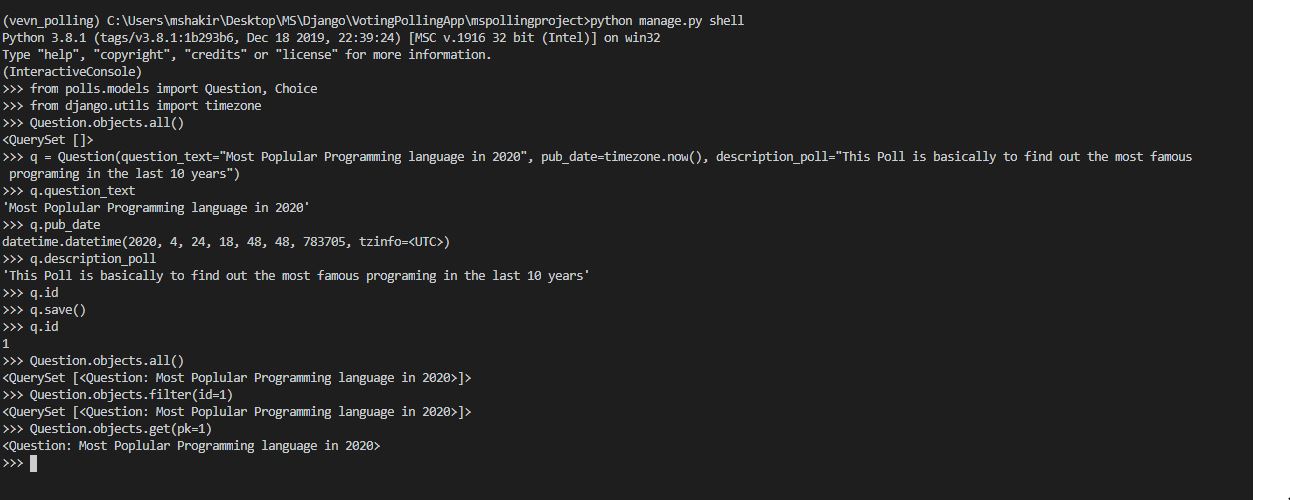 (vevn_polling) C:\Users\mshakir\Desktop\MS\Django\VotingPollingApp\mspollingproject>python manage.py shell
Python 3.8.1 (tags/v3.8.1:1b293b6, Dec 18 2019, 22:39:24) [MSC v.1916 32 bit (Intel)] on win32
Type "help", "copyright", "credits" or "license" for more information.
(InteractiveConsole)
>>> from polls.models import Question, Choice
>>> from django.utils import timezone
>>> Question.objects.all()
<QuerySet []>
>>> q = Question(question_text="Most Poplular Programming language in 2020", pub_date=timezone.now(), description_poll="This Poll is basically to find out the most famous
 programing in the last 10 years")
>>> q.question_text
'Most Poplular Programming language in 2020'
>>> q.pub_date
datetime.datetime(2020, 4, 24, 18, 48, 48, 783705, tzinfo=<UTC>)
>>> q.description_poll
'This Poll is basically to find out the most famous programing in the last 10 years'
>>> q.id
>>> q.save()
>>> q.id
1
>>> Question.objects.all()
<QuerySet [<Question: Most Poplular Programming language in 2020>]>
>>> Question.objects.filter(id=1)
<QuerySet [<Question: Most Poplular Programming language in 2020>]>
>>> Question.objects.get(pk=1)
<Question: Most Poplular Programming language in 2020>
>>>